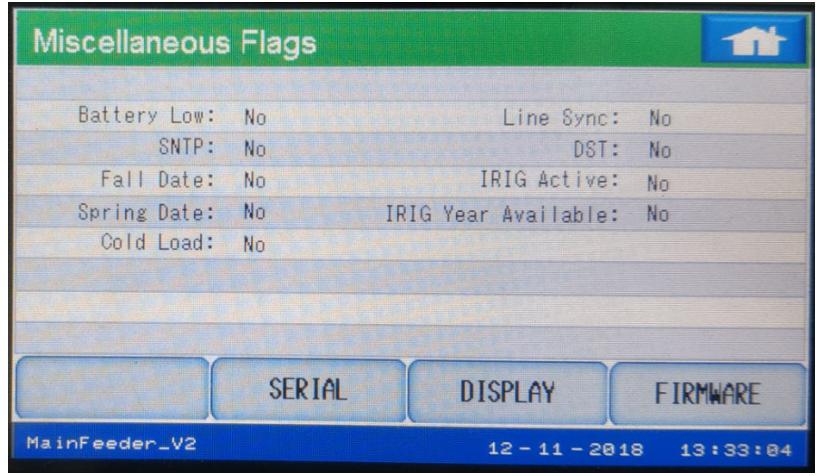 Miscellaneous Flags
Battery Low: No Line Sync: No
SNTP: No DST: No
Fall Date: No IRIG Active: No
Spring Date: No IRIG Year Available: No
Cold Load: No
SERIAL DISPLAY FIRMWARE
MainFeeder_V2 12-11-2018 13:33:04